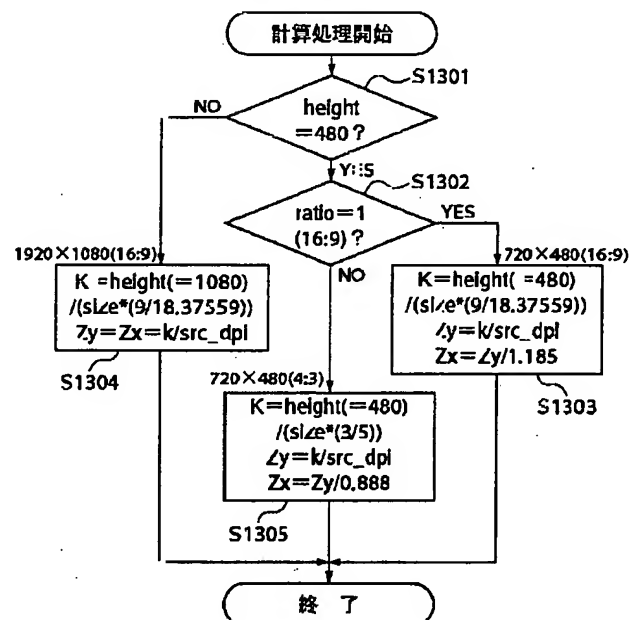 計算処理開始
S1301
height
=480?
NO
YES
S1302
ratio=1
(16:9)?
YES
NO
1920×1080(16:9)
K =height(=1080)
/(size*(9/18.37559))
Zy=Zx=k/src_dpi
S1304
720×480(16:9)
K=height( =480)
/(size*(9/18.37559))
Zy=k/src_dpi
Zx=Zy/1.185
S1303
720×480(4:3)
K=height(=480)
/(size*(3/5))
Zy=k/src_dpi
Zx=Zy/0.888
S1305
終 了